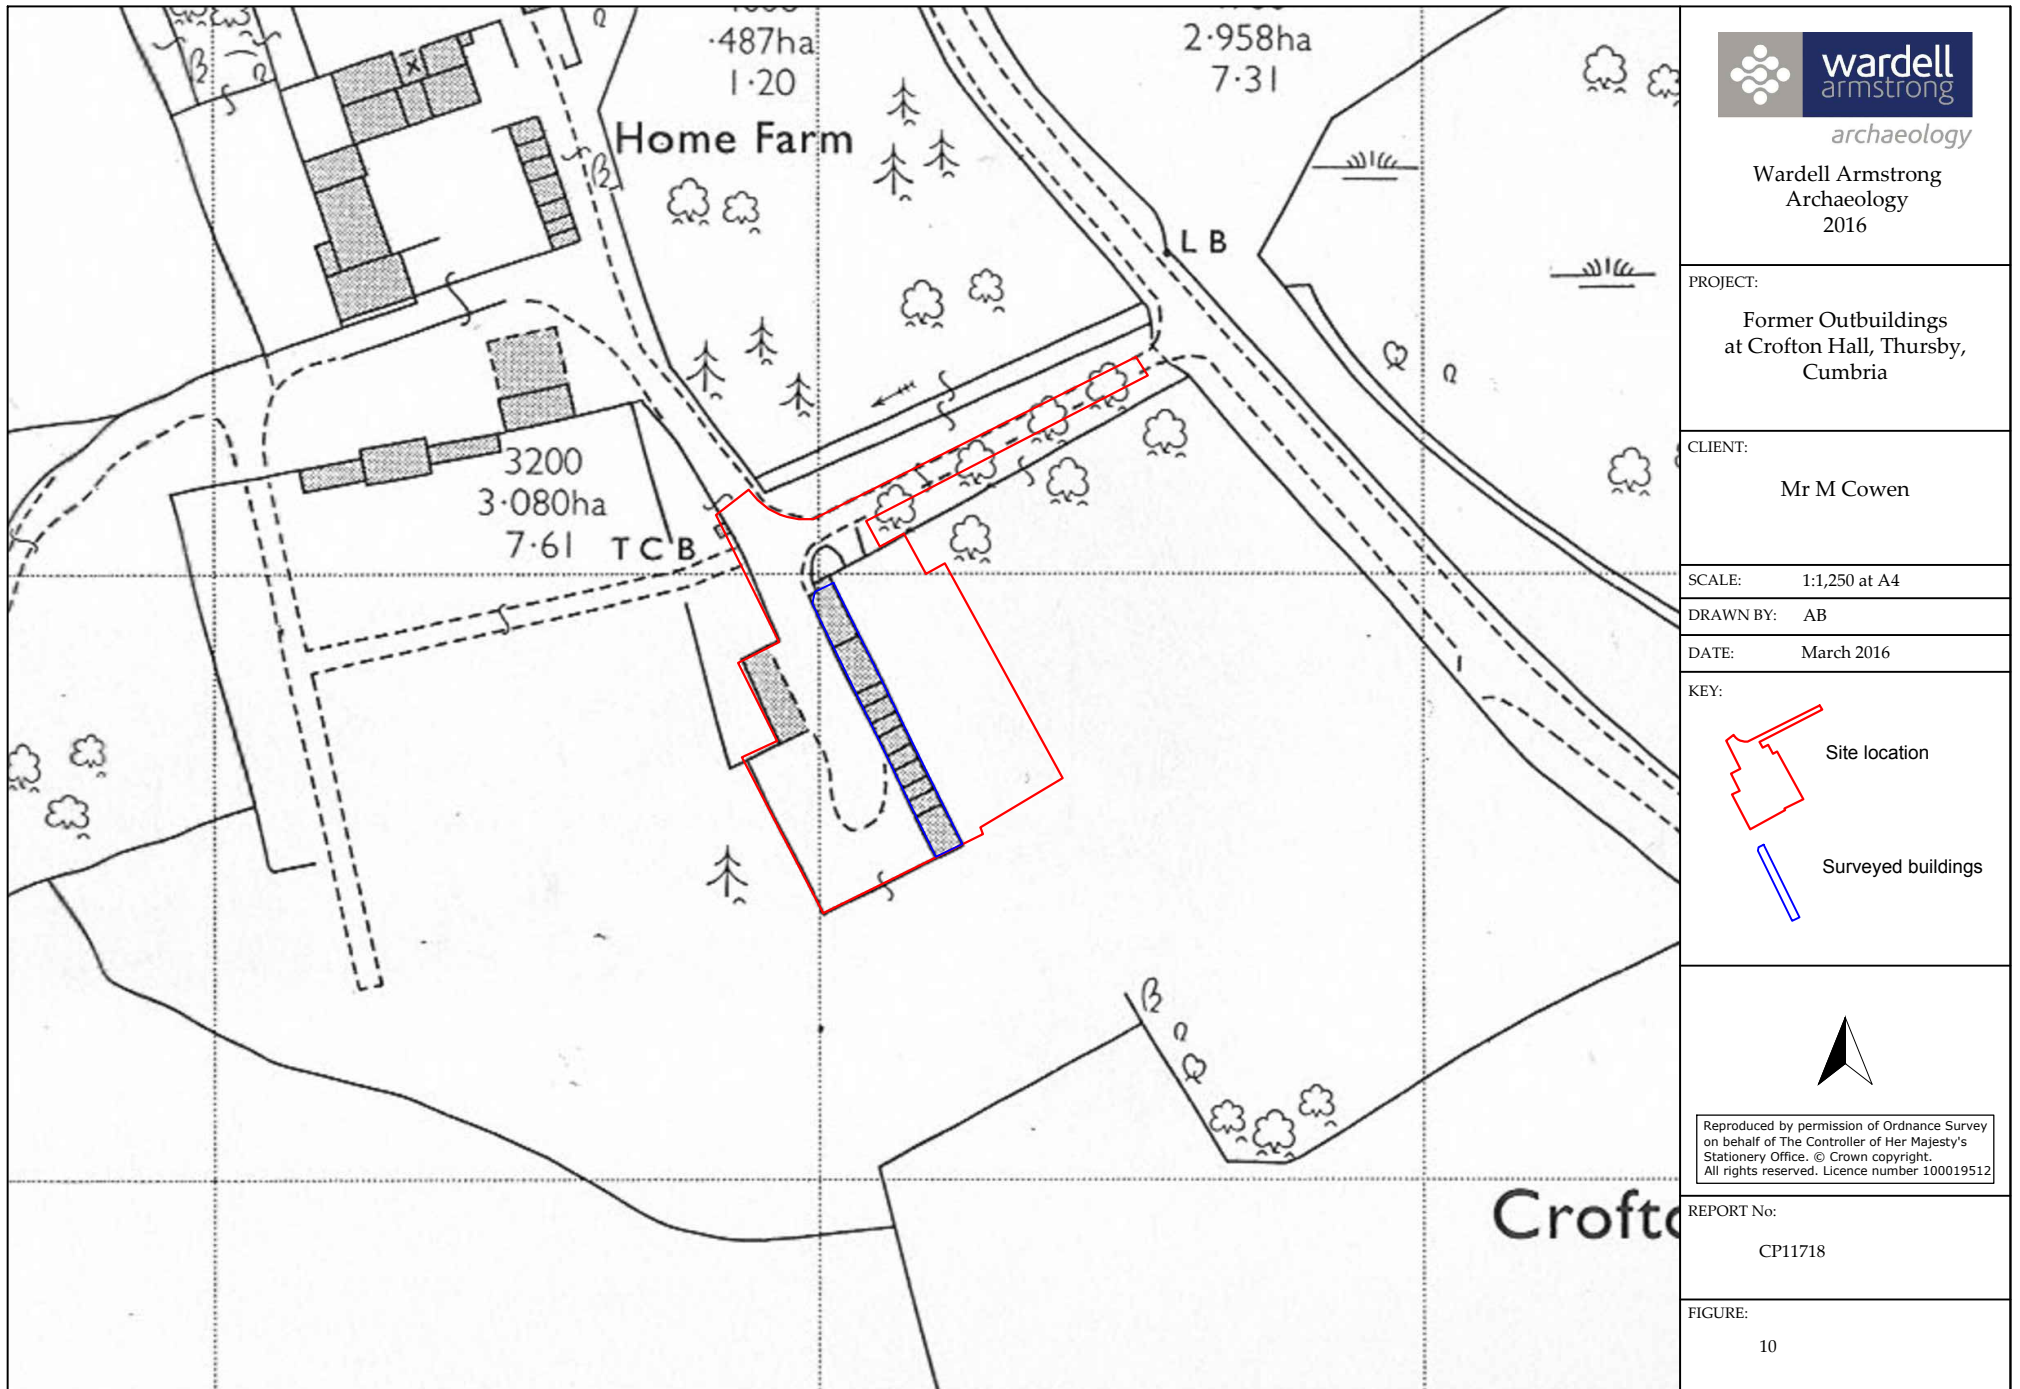 ·487ha
1·20
2·958ha
7·31
Home Farm
L B
3200
3·080ha
7·61
T C B
Crofto
wardell
armstrong
archaeology
Wardell Armstrong
Archaeology
2016
PROJECT:
Former Outbuildings
at Crofton Hall, Thursby,
Cumbria
CLIENT:
Mr M Cowen
SCALE: 1:1,250 at A4
DRAWN BY: AB
DATE: March 2016
KEY:
Site location
Surveyed buildings
Reproduced by permission of Ordnance Survey
on behalf of The Controller of Her Majesty's
Stationery Office. © Crown copyright.
All rights reserved. Licence number 100019512
REPORT No:
CP11718
FIGURE:
10